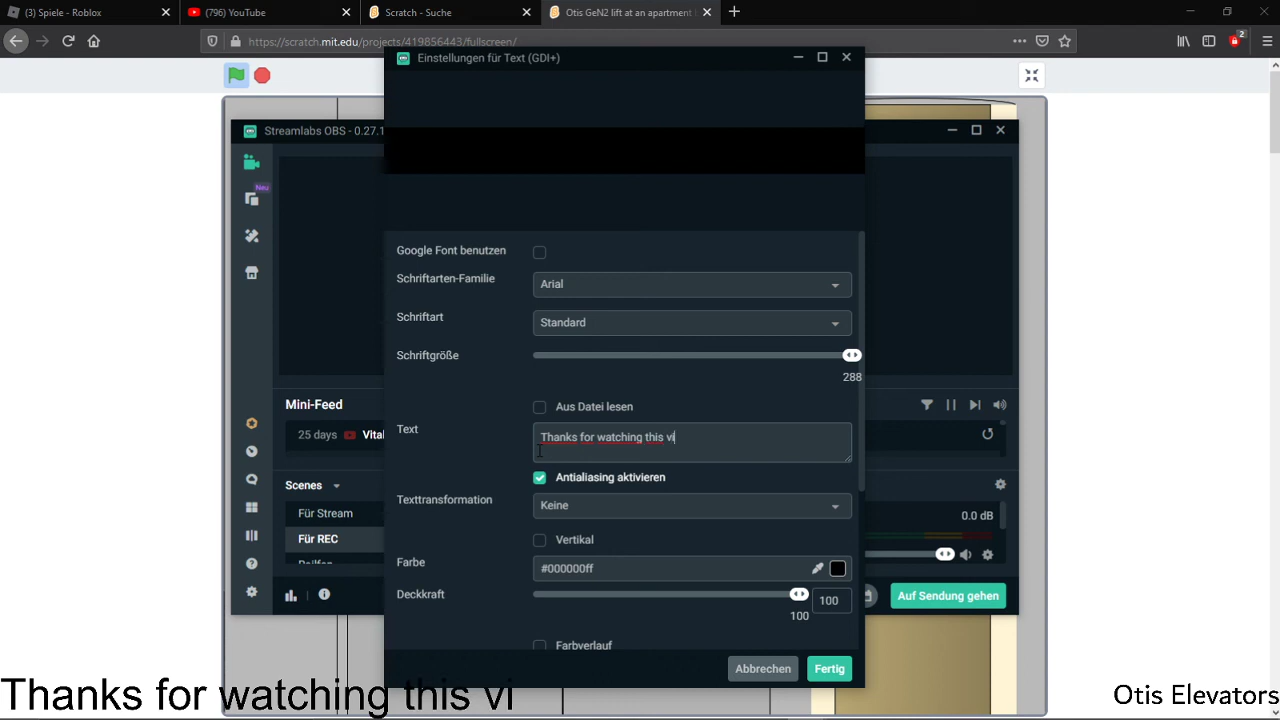 (3) Spiele - Roblox
(796) YouTube
Scratch - Suche
Otis GeN2 lift at an apartment
https://scratch.mit.edu/projects/419856443/fullscreen/
2
Einstellungen für Text (GDI+)
Streamlabs OBS - 0.27.1
Neu
Google Font benutzen
Schriftarten-Familie
Arial
Schriftart
Standard
Schriftgröße
288
Mini-Feed
Aus Datei lesen
25 days
Vital
Text
Thanks for watching this vi
Antialiasing aktivieren
Scenes
Texttransformation
Keine
Für Stream
0.0 dB
Für REC
Vertikal
Farbe
#000000ff
Deckkraft
100
100
Auf Sendung gehen
Farbverlauf
Abbrechen
Fertig
Thanks for watching this vi
Otis Elevators